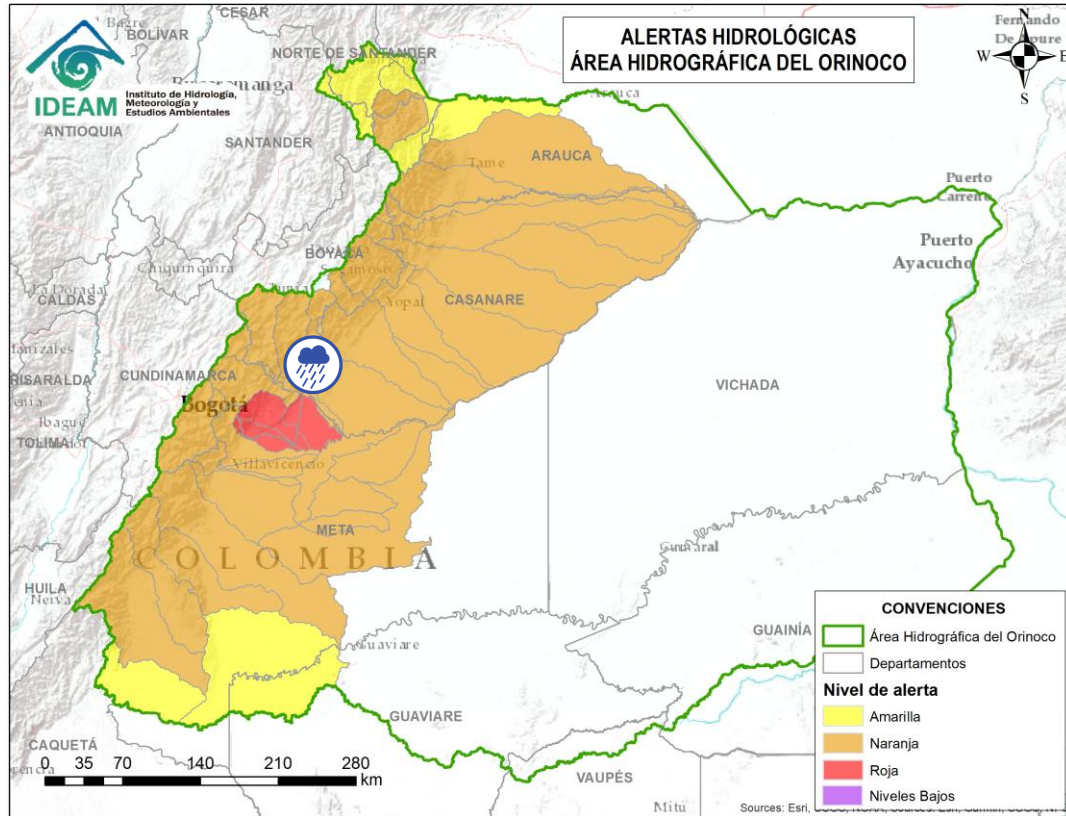 ALERTAS HIDROLÓGICAS
ÁREA HIDROGRÁFICA DEL ORINOCO
N
W
E
S
IDEAM
Instituto de Hidrología,
Meteorología y
Estudios Ambientales
CESAR
Bagre
BOLÍVAR
NORTE DE SANTANDER
ANTIOQUIA
SANTANDER
Arauca
ARAUCA
Tame
Puerto
Carreño
Puerto
Ayacucho
BOYACÁ
Chiquinquira
La Dorada
CALDAS
Yopal
CASANARE
RISARALDA
CUNDINAMARCA
VICHADA
Bogotá
Ibagué
TOLIMA
Villavicencio
META
COLOMBIA
HUILA
Neiva
Guaviare
GUAINÍA
GUAVIARE
CAQUETÁ
VAUPÉS
Mitú
0 35 70 140 210 280
km
CONVENCIONES
Área Hidrográfica del Orinoco
Departamentos
Nivel de alerta
Amarilla
Naranja
Roja
Niveles Bajos
Sources: Esri,